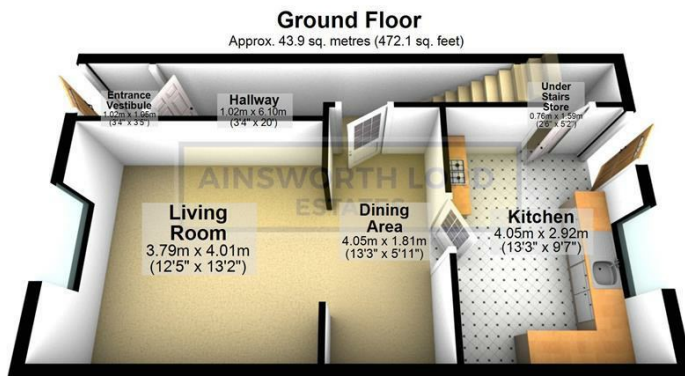 Ground Floor
Approx. 43.9 sq. metres (472.1 sq. feet)
Entrance
Vestibule
1.02m x 1.05m
(3'4" x 3'5")
Hallway
1.02m x 6.10m
(3'4" x 20')
Under
Stairs
Store
0.76m x 1.59m
(2'6" x 5'2")
AINSWORTH LORD
ESTATES
Living
Room
3.79m x 4.01m
(12'5" x 13'2")
Dining
Area
4.05m x 1.81m
(13'3" x 5'11")
Kitchen
4.05m x 2.92m
(13'3" x 9'7")